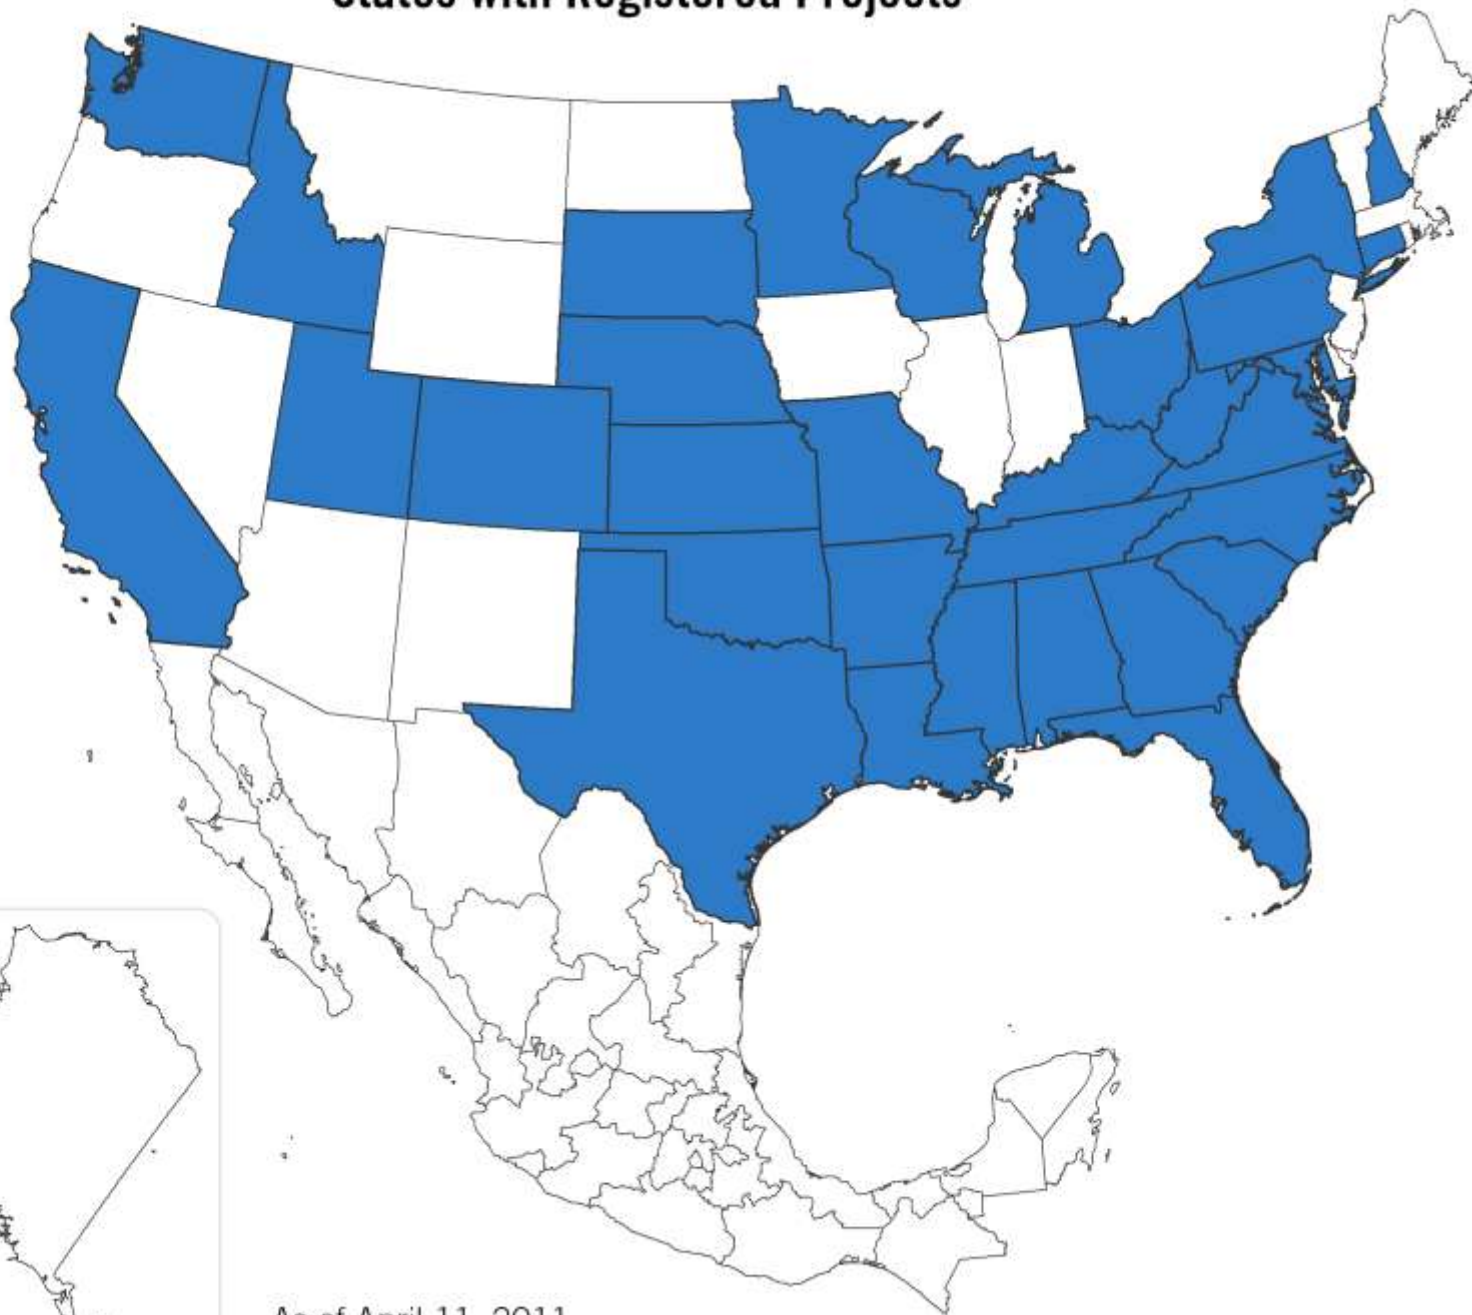 States with Registered Projects
As of April 11, 2011